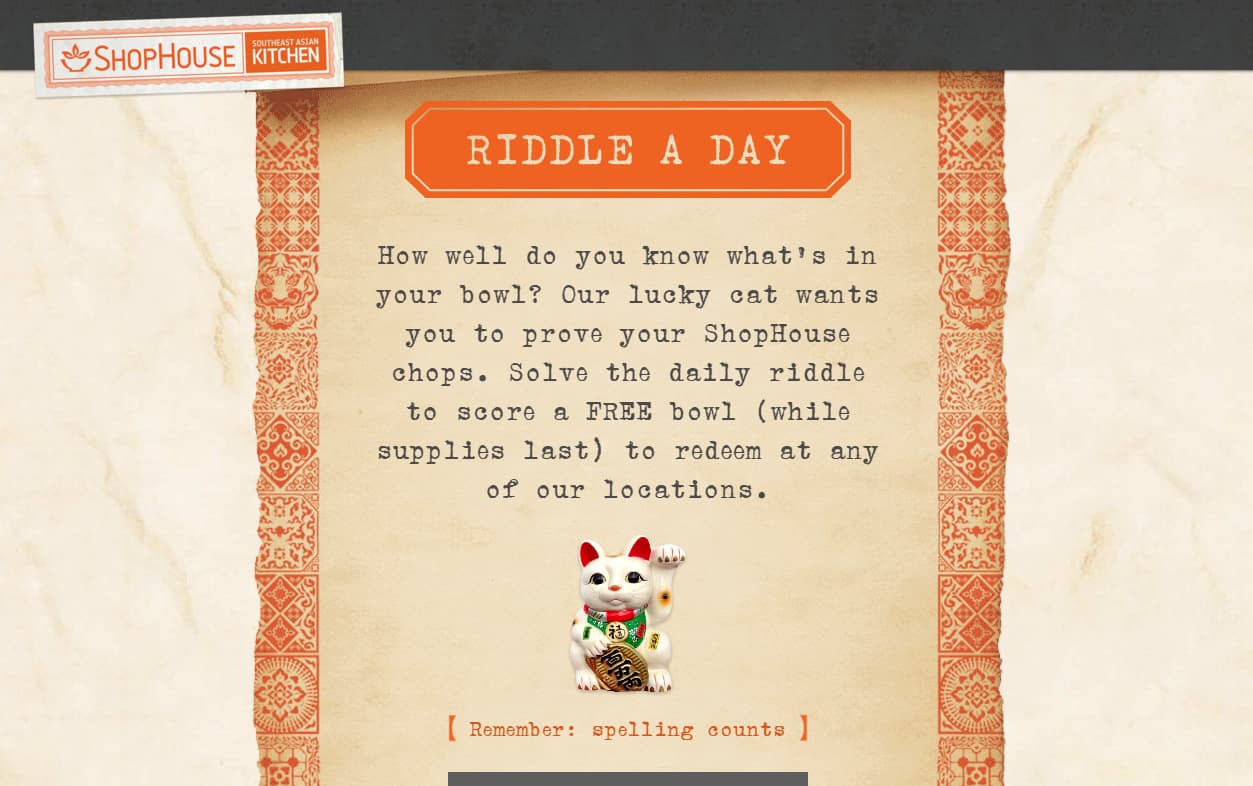 SHOPHOUSE
SOUTHEAST ASIAN
KITCHEN
RIDDLE A DAY
How well do you know what's in
your bowl? Our lucky cat wants
you to prove your ShopHouse
chops. Solve the daily riddle
to score a FREE bowl (while
supplies last) to redeem at any
of our locations.
福
【 Remember: spelling counts 】